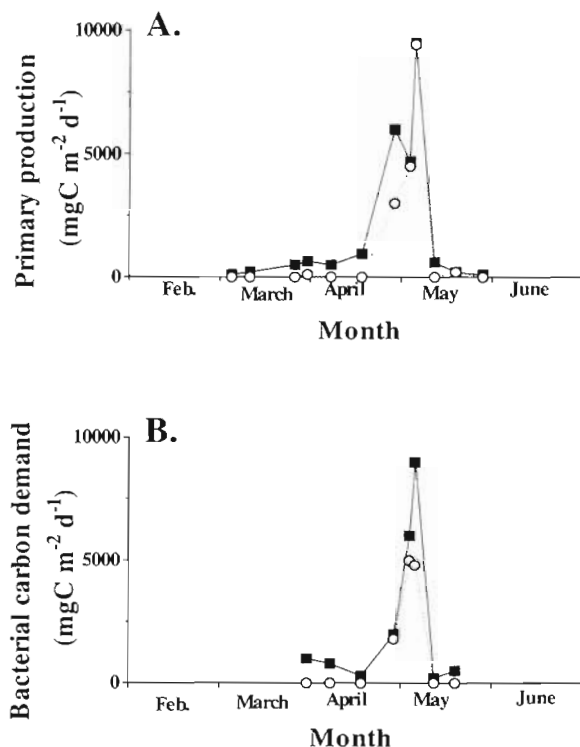 A.
10000
5000
0
Primary production
(mgC m-2 d-1)
Feb. March April May June
Month
B.
10000
5000
0
Bacterial carbon demand
(mgC m-2 d-1)
Feb. March April May June
Month